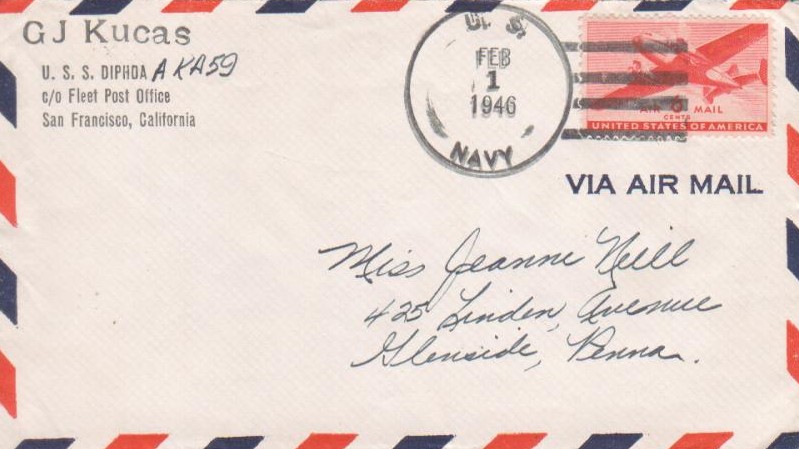 GJ Kucas
U. S. S. DIPHDA AKA59
c/o Fleet Post Office
San Francisco, California
U. S.
FEB
1
1946
NAVY
AIR 6 MAIL
CENTS
UNITED STATES OF AMERICA
VIA AIR MAIL
Miss Jeanne Neill
425 Linden Avenue
Glenside, Penna.